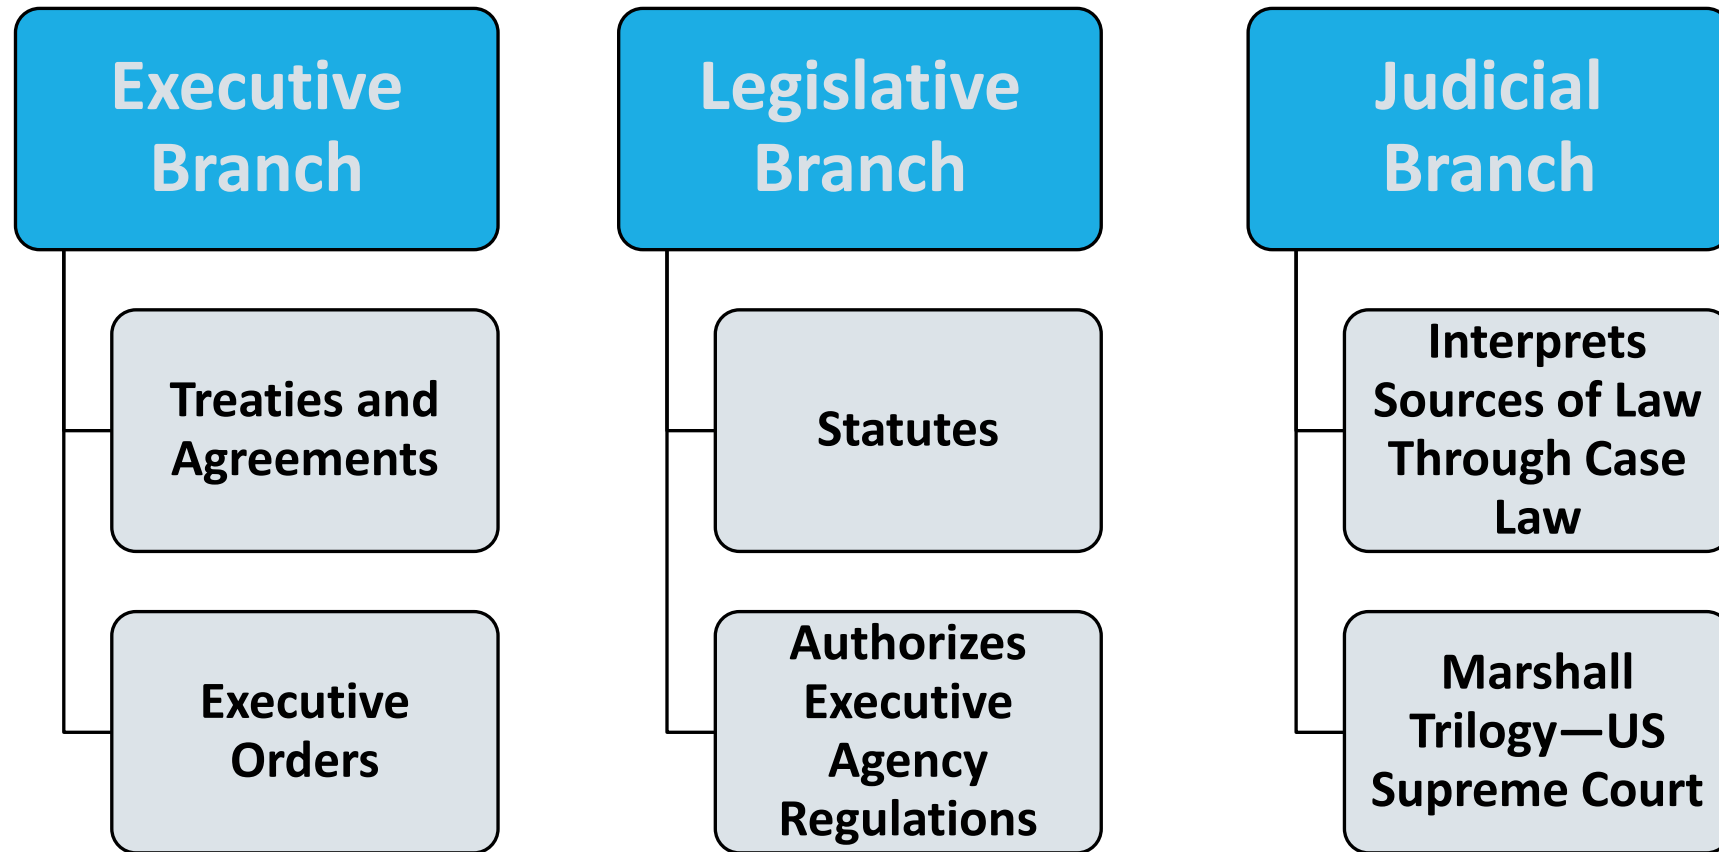 Executive
Branch
Treaties and
Agreements
Executive
Orders
Legislative
Branch
Statutes
Authorizes
Executive
Agency
Regulations
Judicial
Branch
Interprets
Sources of Law
Through Case
Law
Marshall
Trilogy—US
Supreme Court